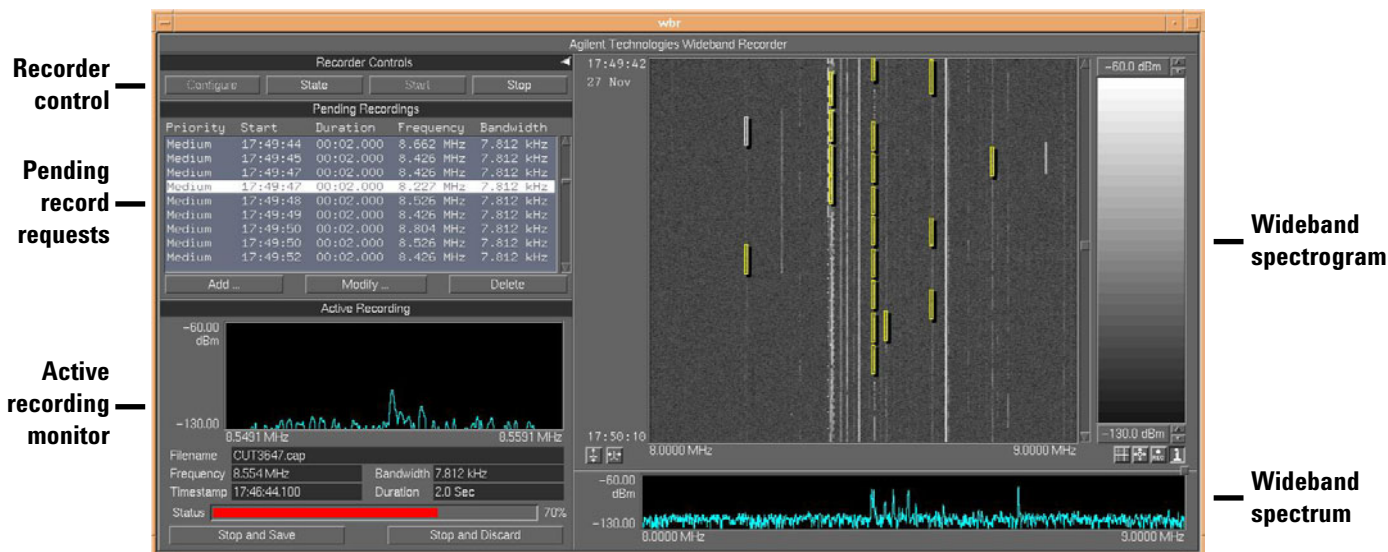 wbr
Agilent Technologies Wideband Recorder
Recorder
control
Pending
record
requests
Active
recording
monitor
Recorder Controls
Configure State Start Stop
Pending Recordings
Priority Start Duration Frequency Bandwidth
Medium 17:49:44 00:02.000 8.662 MHz 7.812 kHz
Medium 17:49:45 00:02.000 8.426 MHz 7.812 kHz
Medium 17:49:47 00:02.000 8.426 MHz 7.812 kHz
Medium 17:49:47 00:02.000 8.227 MHz 7.812 kHz
Medium 17:49:48 00:02.000 8.526 MHz 7.812 kHz
Medium 17:49:49 00:02.000 8.426 MHz 7.812 kHz
Medium 17:49:50 00:02.000 8.804 MHz 7.812 kHz
Medium 17:49:50 00:02.000 8.526 MHz 7.812 kHz
Medium 17:49:52 00:02.000 8.426 MHz 7.812 kHz
Add ... Modify ... Delete
Active Recording
-60.00
dBm
-130.00
8.5491 MHz 8.5591 MHz
Filename CUT3647.cap
Frequency 8.554 MHz Bandwidth 7.812 kHz
Timestamp 17:46:44.100 Duration 2.0 Sec
Status 70%
Stop and Save Stop and Discard
17:49:42
27 Nov
17:50:10
8.0000 MHz 9.0000 MHz
-60.0 dBm
-130.0 dBm
REC
1
-60.00
dBm
-130.00
8.0000 MHz 9.0000 MHz
Wideband
spectrogram
Wideband
spectrum